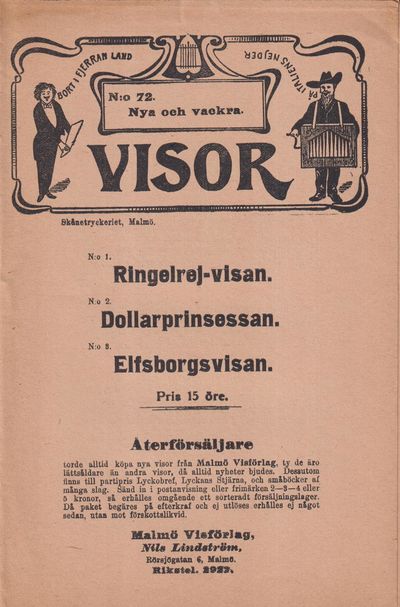 BORT I FJERRAN LAND
PÅ ITALIENS NEJDER
N:o 72.
Nya och vackra.
VISOR
Skånetryckeriet, Malmö.
N:o 1.
Ringelrej-visan.
N:o 2.
Dollarprinsessan.
N:o 3.
Elfsborgsvisan.
Pris 15 öre.
Återförsäljare
torde alltid köpa nya visor från Malmö Visförlag, ty de äro
lättsåldare än andra visor, då alltid nyheter bjudes. Dessutom
finns till partipris Lyckobref, Lyckans Stjärna, och småböcker af
många slag. Sänd in i postanvisning eller frimärken 2—3—4 eller
5 kronor, så erhålles omgående ett sorteradt försäljningslager.
Då paket begäres på efterkraf och ej utlöses erhålles ej något
sedan, utan mot förskottslikvid.
Malmö Visförlag,
Nils Lindström,
Rörsjögatan 6, Malmö.
Rikstel. 2927.